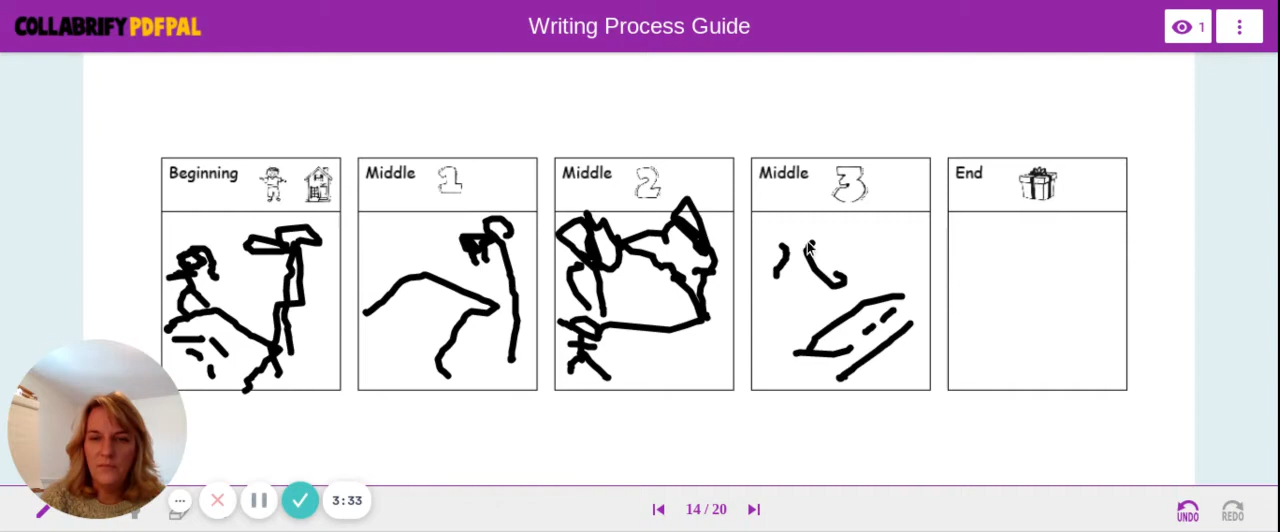 COLLABRIFY PDFPAL
Writing Process Guide
1
Beginning
Middle 1
Middle 2
Middle 3
End
3:33
14 / 20
UNDO
REDO